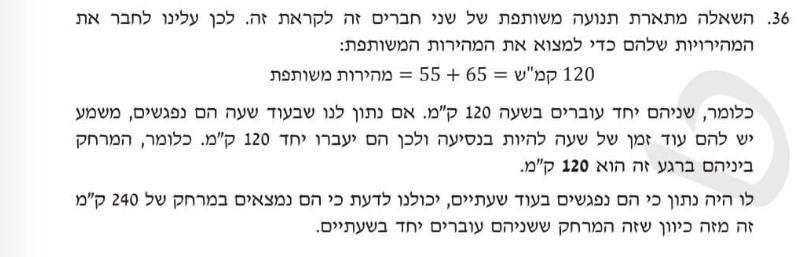 36. השאלה מתארת תנועה משותפת של שני חברים זה לקראת זה. לכן עלינו לחבר את
המהירויות שלהם כדי למצוא את המהירות המשותפת:
120 קמ"ש = 65 + 55 = מהירות משותפת
כלומר, שניהם יחד עוברים בשעה 120 ק"מ. אם נתון לנו שבעוד שעה הם נפגשים, משמע
יש להם עוד זמן של שעה להיות בנסיעה ולכן הם יעברו יחד 120 ק"מ. כלומר, המרחק
ביניהם ברגע זה הוא 120 ק"מ.
לו היה נתון כי הם נפגשים בעוד שעתיים, יכולנו לדעת כי הם נמצאים במרחק של 240 ק"מ
זה מזה כיוון שזה המרחק ששניהם עוברים יחד בשעתיים.